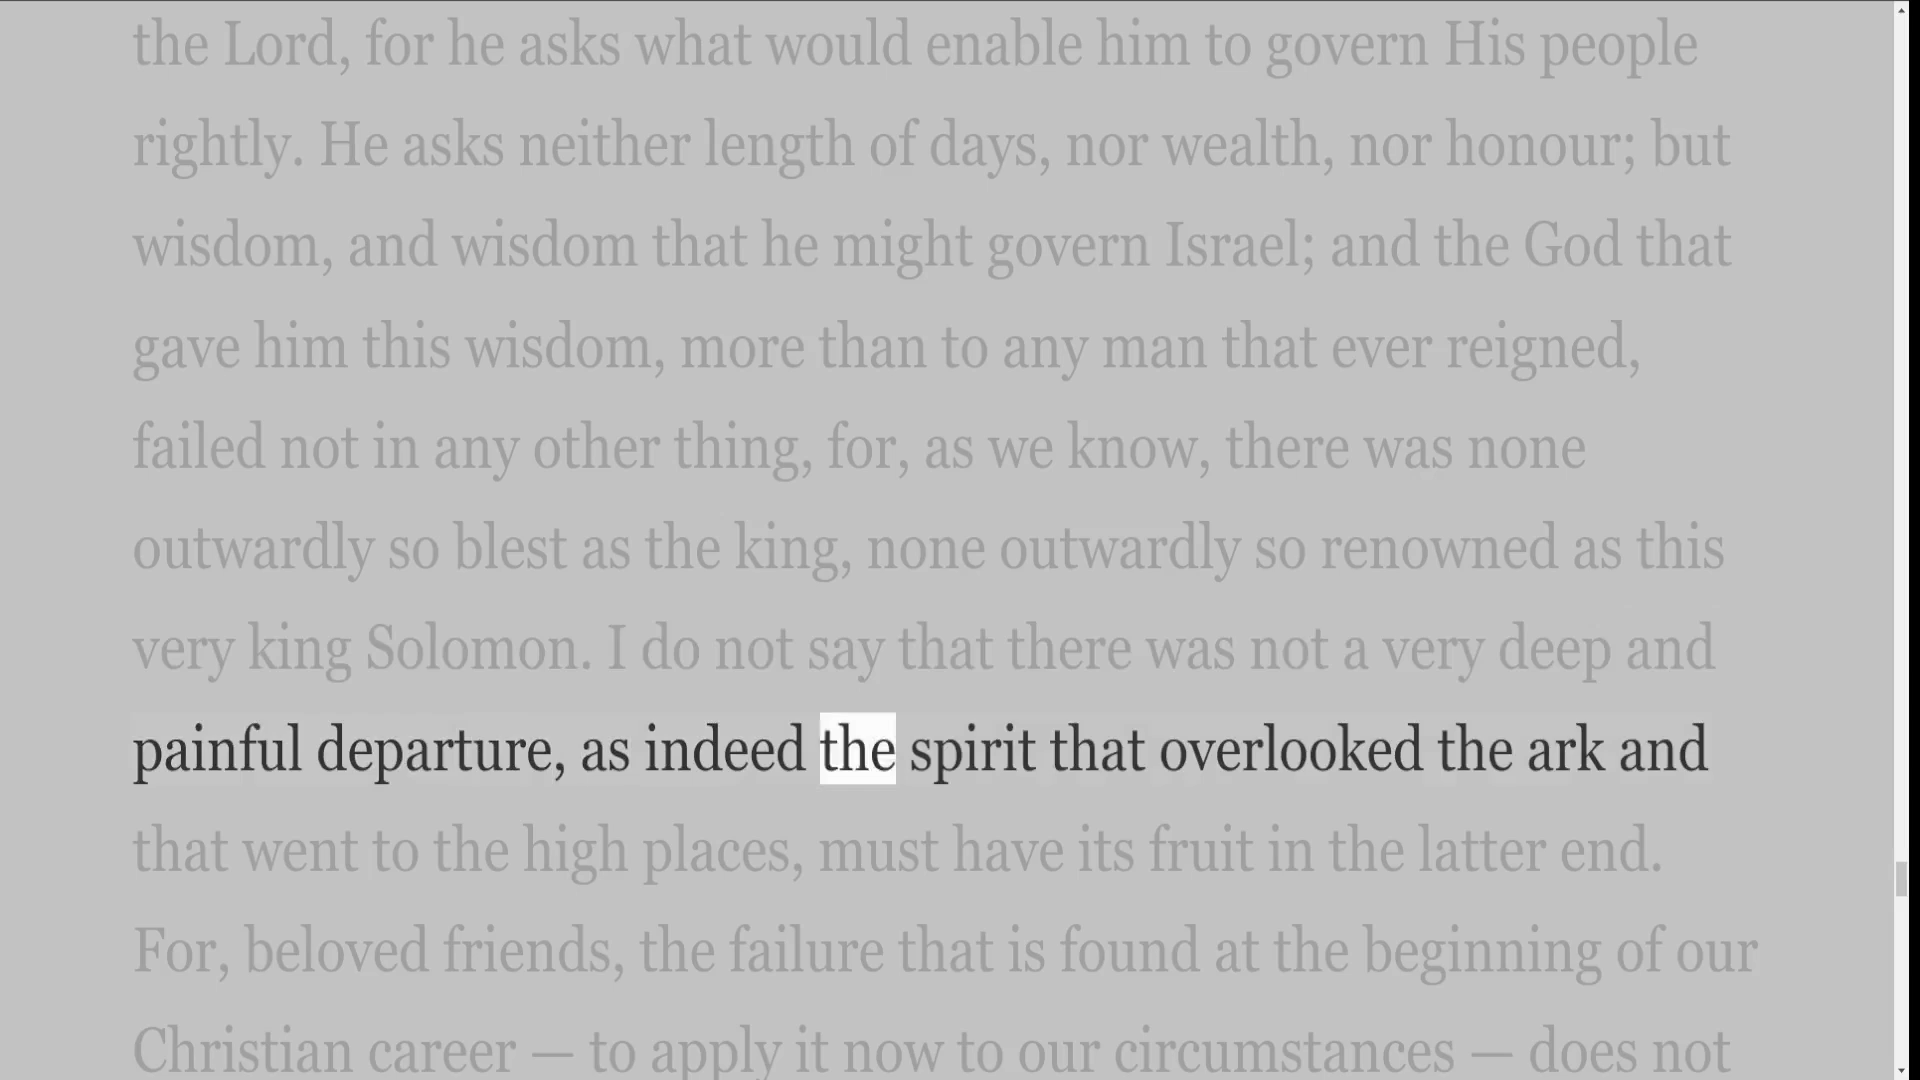 the Lord, for he asks what would enable him to govern His people
rightly. He asks neither length of days, nor wealth, nor honour; but
wisdom, and wisdom that he might govern Israel; and the God that
gave him this wisdom, more than to any man that ever reigned,
failed not in any other thing, for, as we know, there was none
outwardly so blest as the king, none outwardly so renowned as this
very king Solomon. I do not say that there was not a very deep and
painful departure, as indeed the spirit that overlooked the ark and
that went to the high places, must have its fruit in the latter end.
For, beloved friends, the failure that is found at the beginning of our
Christian career — to apply it now to our circumstances — does not